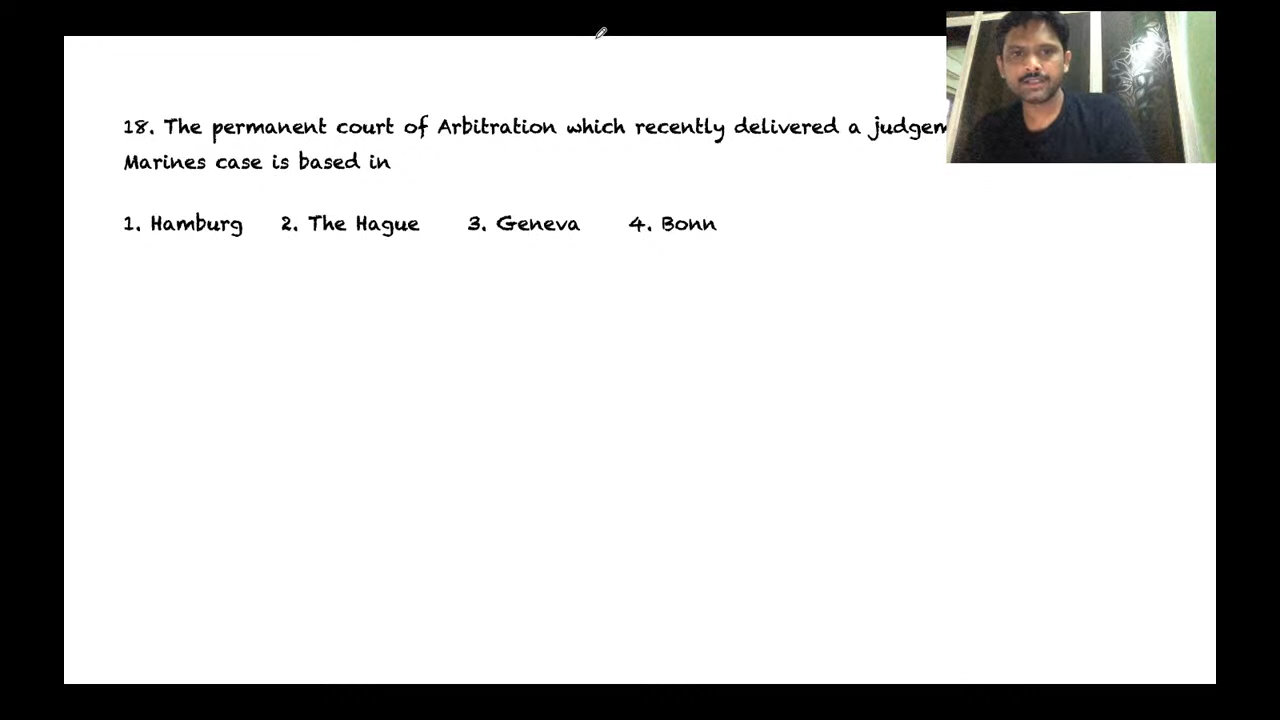 18. The permanent court of Arbitration which recently delivered a
Marines case is based in
1. Hamburg 2. The Hague 3. Geneva 4. Bonn